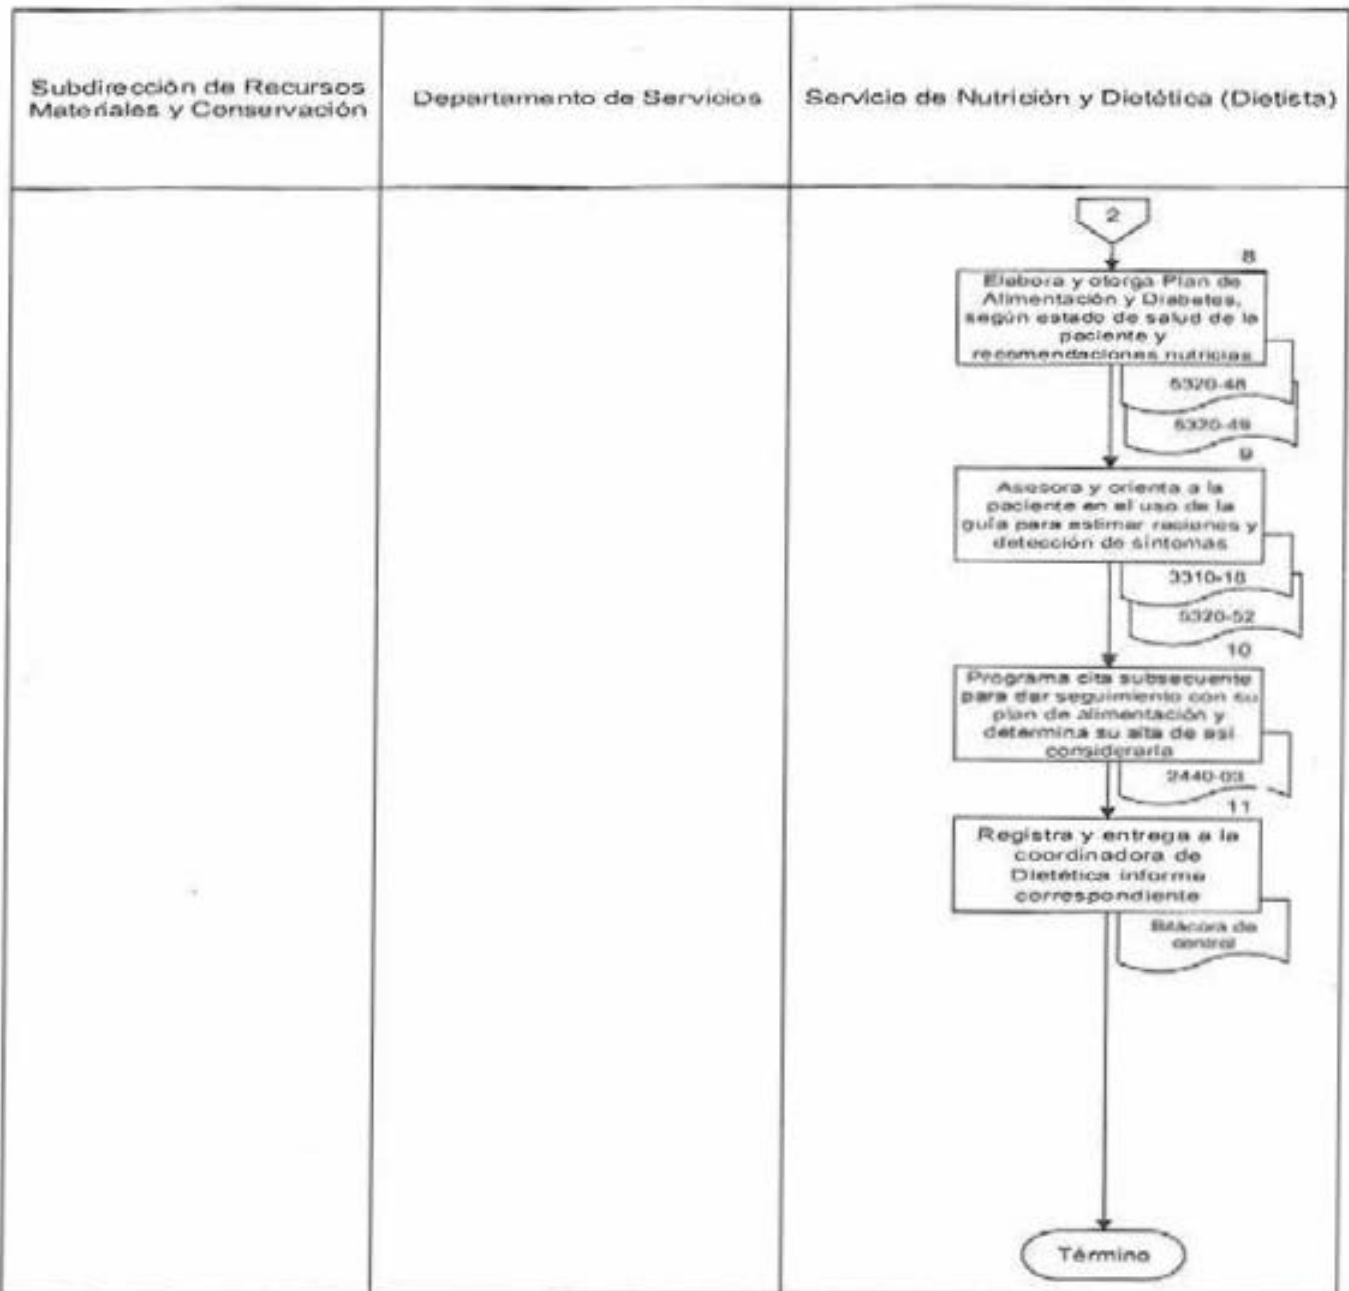 Subdirección de Recursos
Materiales y Conservación
Departamento de Servicios
Servicio de Nutrición y Dietética (Dietista)
2
8
Elabora y otorga Plan de
Alimentación y Diabetes,
según estado de salud de la
paciente y
recomendaciones nutricias
5320-48
5320-49
9
Asesora y orienta a la
paciente en el uso de la
guía para estimar raciones y
detección de síntomas
3310-18
5320-52
10
Programa cita subsecuente
para dar seguimiento con su
plan de alimentación y
determina su alta de así
considerarla
2440-03
11
Registra y entrega a la
coordinadora de
Dietética informe
correspondiente
Bitácora de
control
Término